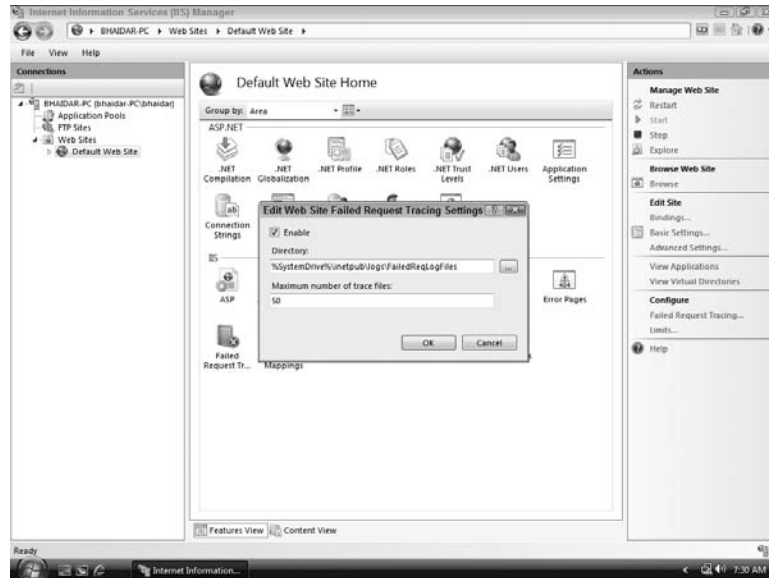 Internet Information Services (IIS) Manager
BHAIDAR-PC Web Sites Default Web Site
File View Help
Connections
BHAIDAR-PC (bhaidar-PC\bhaidar)
Application Pools
FTP Sites
Web Sites
Default Web Site
Default Web Site Home
Group by: Area
ASP.NET
.NET Compilation
.NET Globalization
.NET Profile
.NET Roles
.NET Trust Levels
.NET Users
Application Settings
Connection Strings
Edit Web Site Failed Request Tracing Settings
Enable
Directory:
%SystemDrive%\inetpub\logs\FailedReqLogFiles
...
Maximum number of trace files:
50
OK Cancel
IIS
ASP
Error Pages
Failed Request Tr...
Mappings
Features View Content View
Actions
Manage Web Site
Restart
Start
Stop
Explore
Browse Web Site
Browse
Edit Site
Bindings...
Basic Settings...
Advanced Settings...
View Applications
View Virtual Directories
Configure
Failed Request Tracing...
Limits...
Help
Ready
Internet Information...
7:30 AM